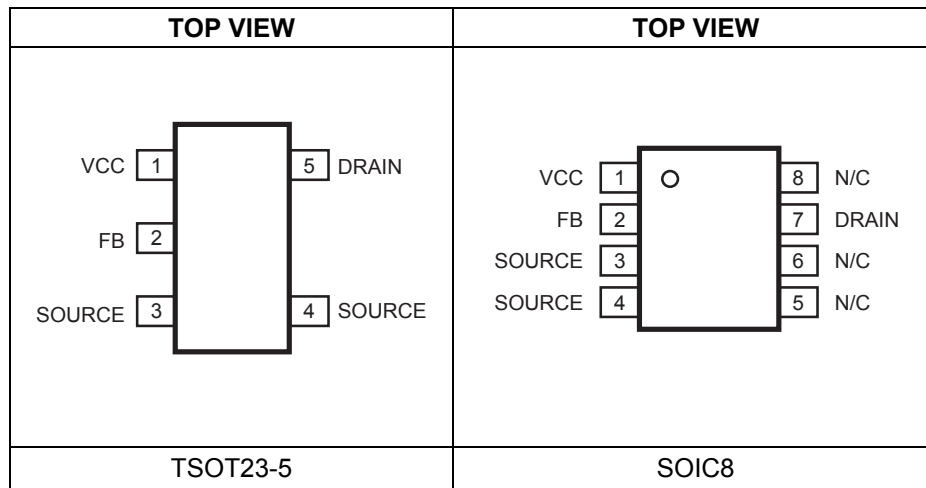 TOP VIEW
TOP VIEW
VCC 1
5 DRAIN
FB 2
SOURCE 3
4 SOURCE
VCC 1
8 N/C
FB 2
7 DRAIN
SOURCE 3
6 N/C
SOURCE 4
5 N/C
TSOT23-5
SOIC8